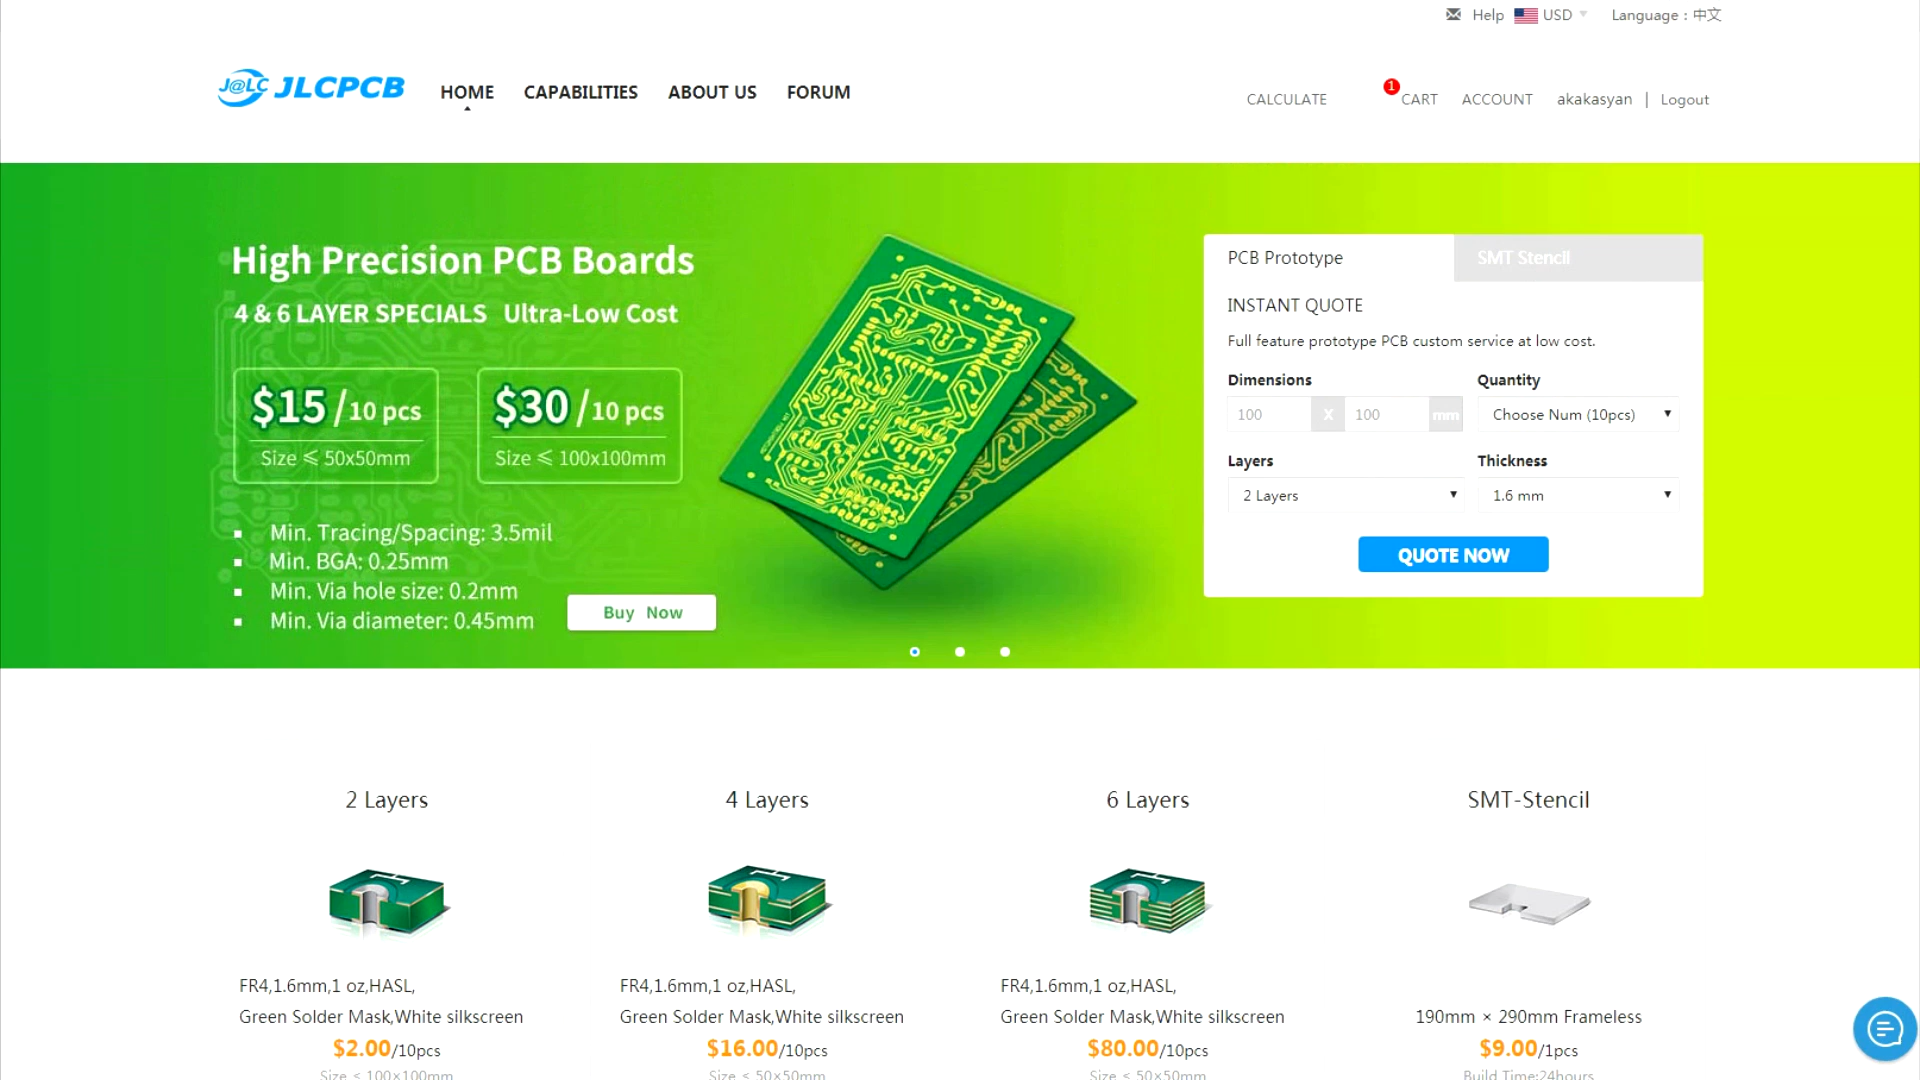 Help USD Language : 中文
J@LC JLCPCB HOME CAPABILITIES ABOUT US FORUM
CALCULATE 1 CART ACCOUNT akakasyan | Logout
High Precision PCB Boards
4 & 6 LAYER SPECIALS Ultra-Low Cost
$15 /10 pcs
Size ⩽ 50x50mm
$30 /10 pcs
Size ⩽ 100x100mm
▪ Min. Tracing/Spacing: 3.5mil
▪ Min. BGA: 0.25mm
▪ Min. Via hole size: 0.2mm
▪ Min. Via diameter: 0.45mm
Buy Now
PCB Prototype SMT Stencil
INSTANT QUOTE
Full feature prototype PCB custom service at low cost.
Dimensions Quantity
100 X 100 mm Choose Num (10pcs)
Layers Thickness
2 Layers 1.6 mm
QUOTE NOW
2 Layers
FR4,1.6mm,1 oz,HASL,
Green Solder Mask,White silkscreen
$2.00/10pcs
Size ≤ 100×100mm
4 Layers
FR4,1.6mm,1 oz,HASL,
Green Solder Mask,White silkscreen
$16.00/10pcs
Size ≤ 50×50mm
6 Layers
FR4,1.6mm,1 oz,HASL,
Green Solder Mask,White silkscreen
$80.00/10pcs
Size ≤ 50×50mm
SMT-Stencil
190mm × 290mm Frameless
$9.00/1pcs
Build Time:24hours